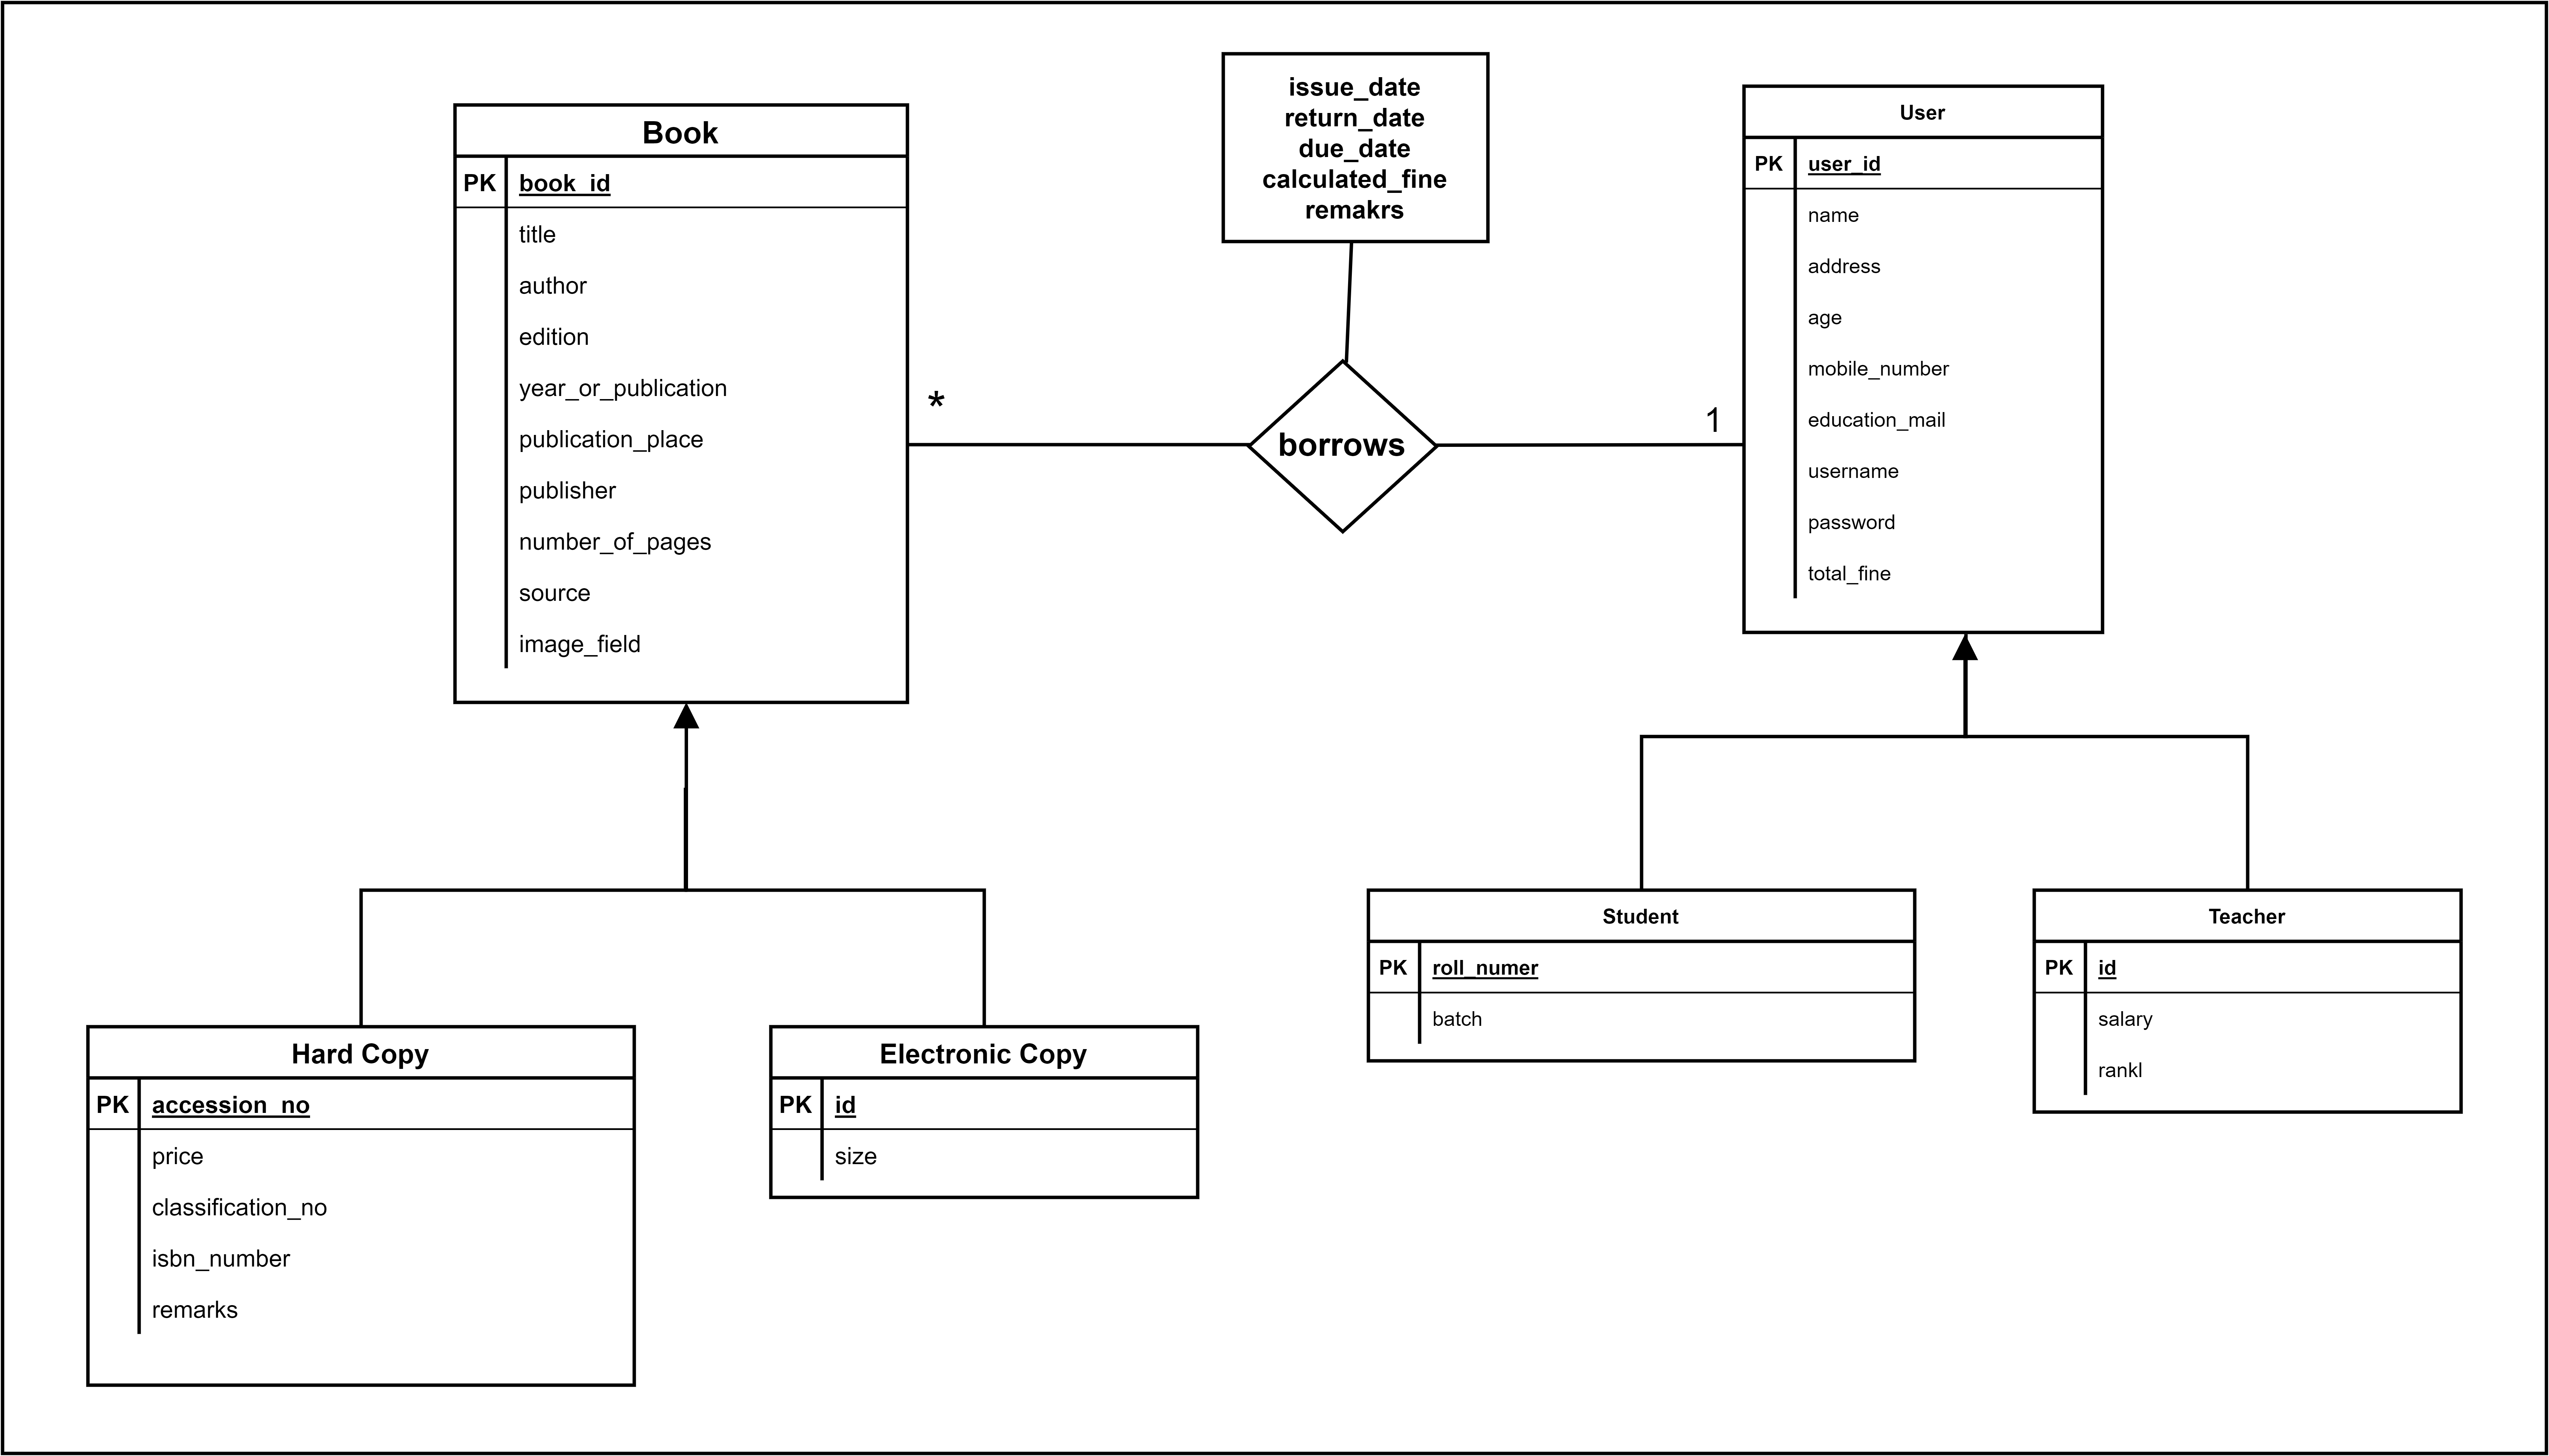 issue_date
return_date
due_date
calculated_fine
remakrs
Book
PK book_id
title
author
edition
year_or_publication
publication_place
publisher
number_of_pages
source
image_field
*
borrows
1
User
PK user_id
name
address
age
mobile_number
education_mail
username
password
total_fine
Hard Copy
PK accession_no
price
classification_no
isbn_number
remarks
Electronic Copy
PK id
size
Student
PK roll_numer
batch
Teacher
PK id
salary
rankl